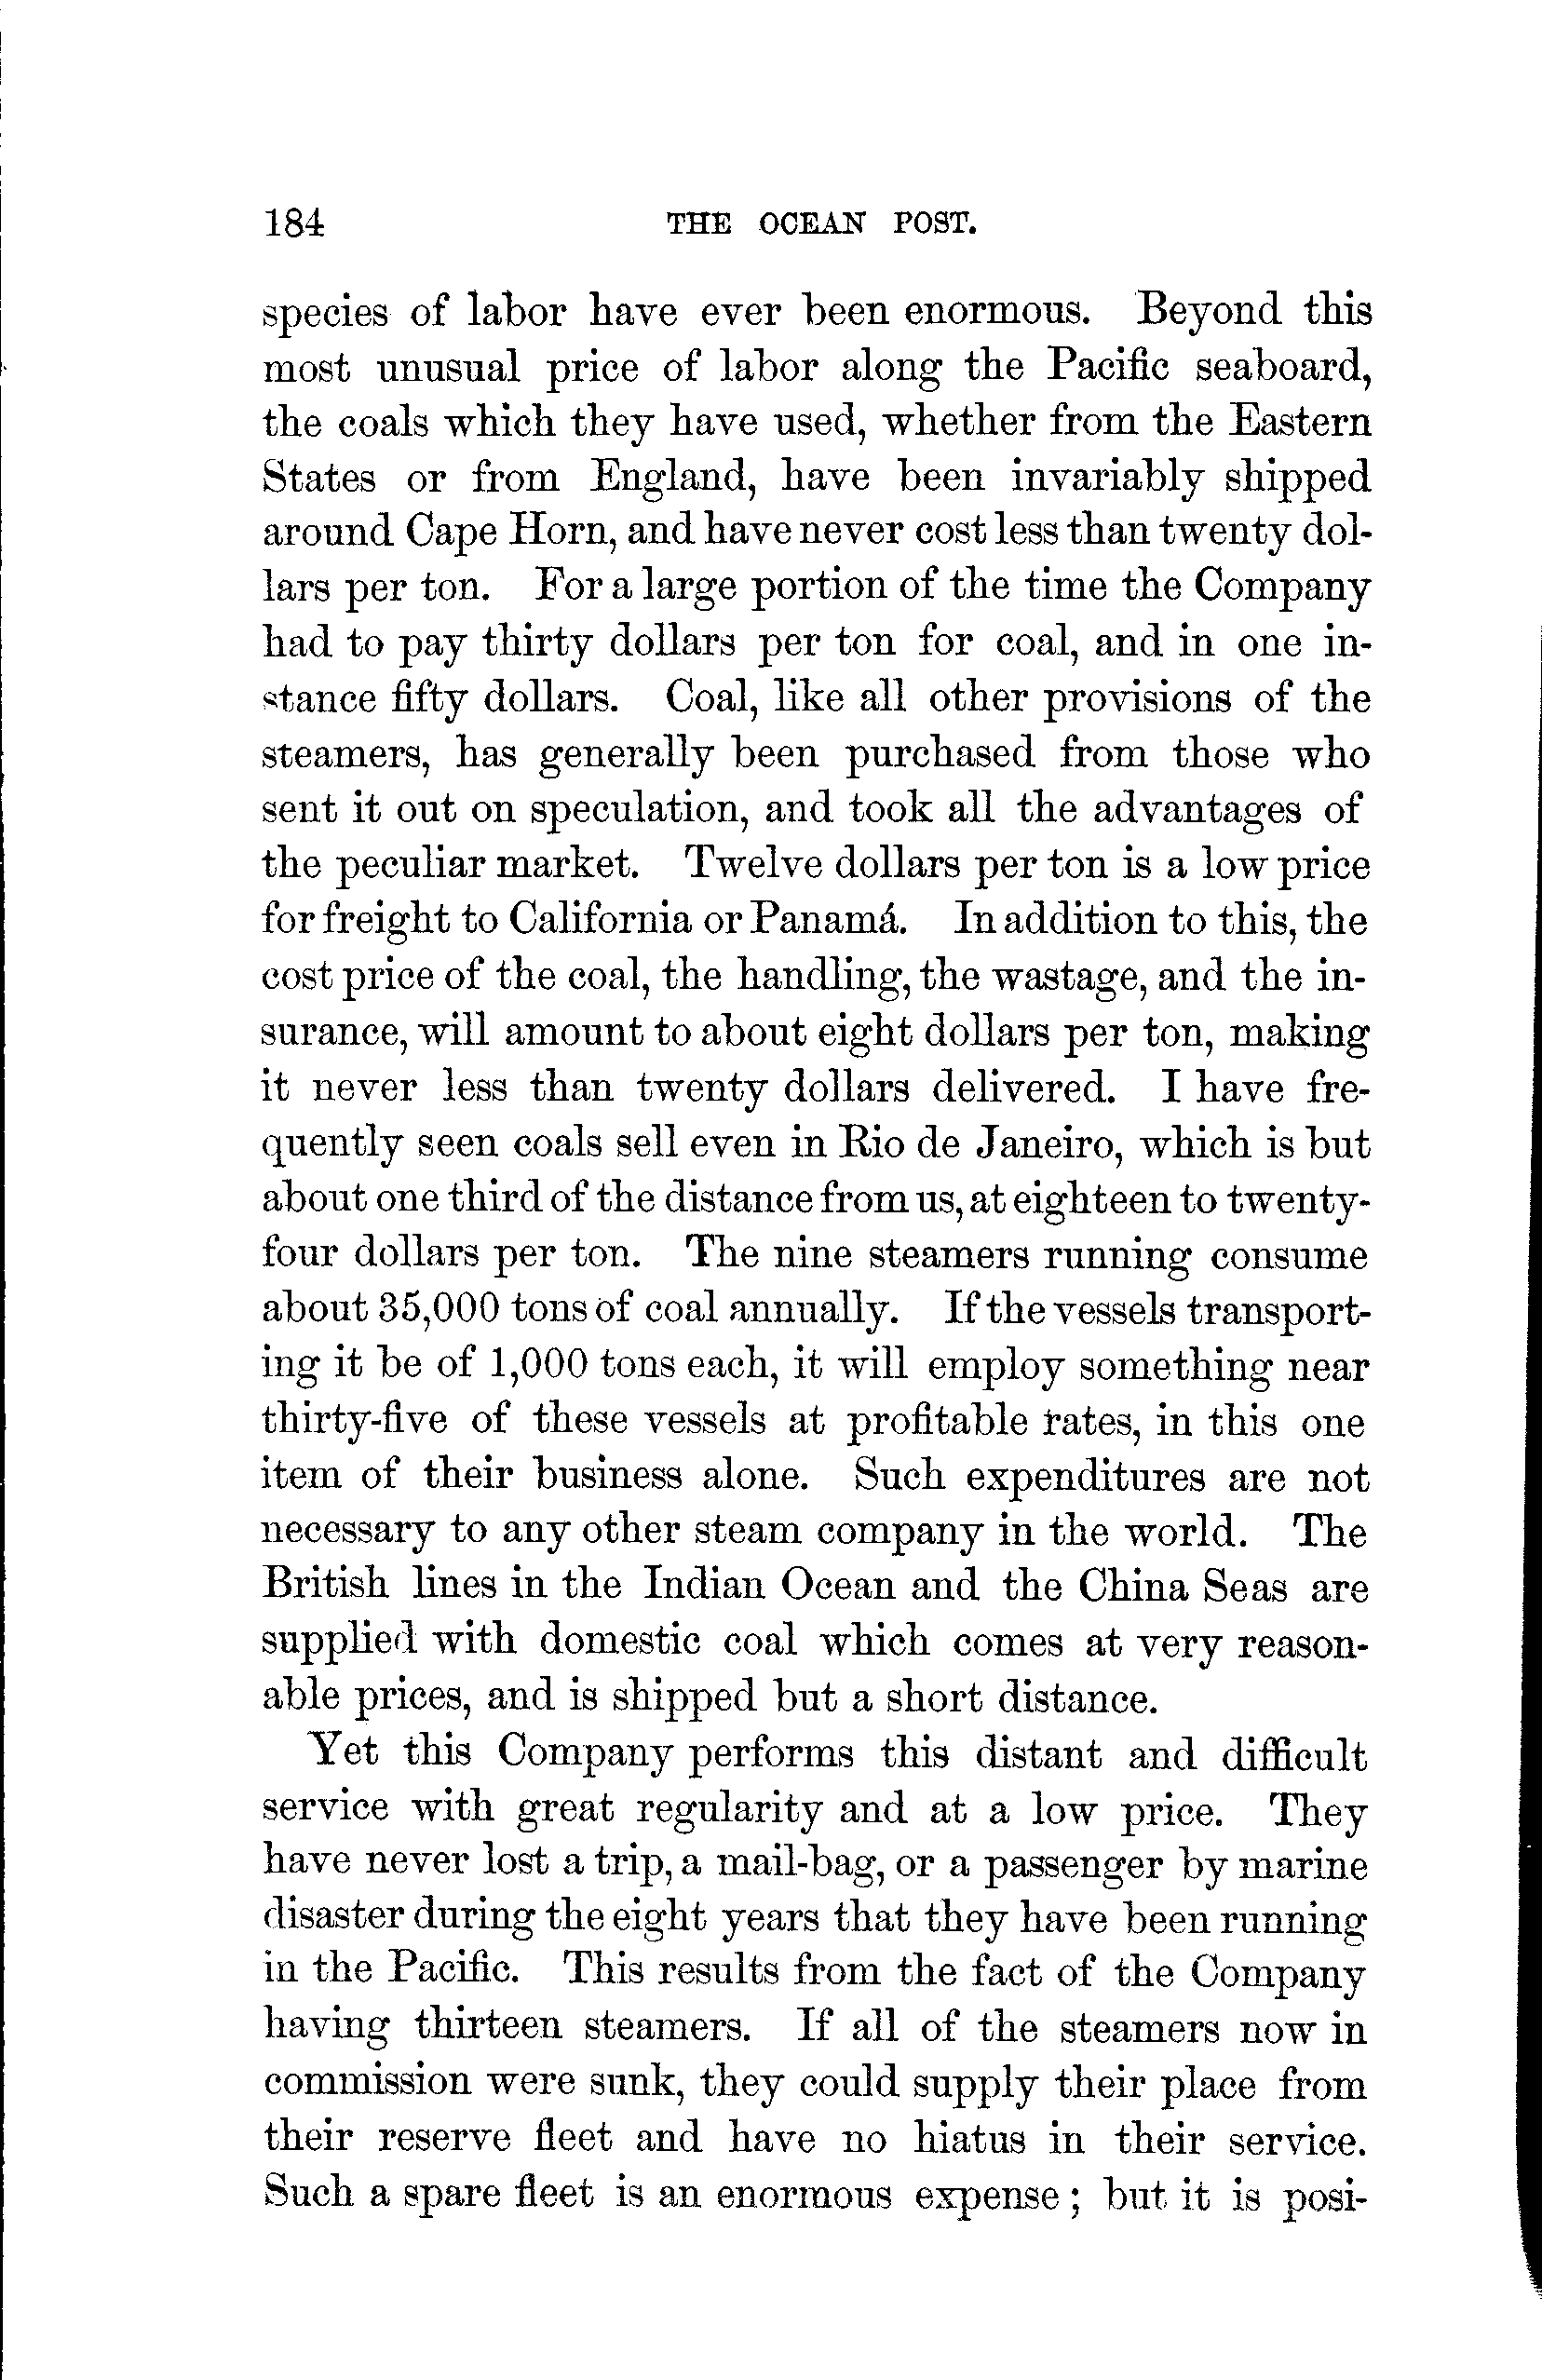 184 THE OCEAN POST.
species of labor have ever been enormous. Beyond this
most unusual price of labor along the Pacific seaboard,
the coals which they have used, whether from the Eastern
States or from England, have been invariably shipped
around Cape Horn, and have never cost less than twenty dol-
lars per ton. For a large portion of the time the Company
had to pay thirty dollars per ton for coal, and in one in-
stance fifty dollars. Coal, like all other provisions of the
steamers, has generally been purchased from those who
sent it out on speculation, and took all the advantages of
the peculiar market. Twelve dollars per ton is a low price
for freight to California or Panamá. In addition to this, the
cost price of the coal, the handling, the wastage, and the in-
surance, will amount to about eight dollars per ton, making
it never less than twenty dollars delivered. I have fre-
quently seen coals sell even in Rio de Janeiro, which is but
about one third of the distance from us, at eighteen to twenty-
four dollars per ton. The nine steamers running consume
about 35,000 tons of coal annually. If the vessels transport-
ing it be of 1,000 tons each, it will employ something near
thirty-five of these vessels at profitable rates, in this one
item of their business alone. Such expenditures are not
necessary to any other steam company in the world. The
British lines in the Indian Ocean and the China Seas are
supplied with domestic coal which comes at very reason-
able prices, and is shipped but a short distance.
Yet this Company performs this distant and difficult
service with great regularity and at a low price. They
have never lost a trip, a mail-bag, or a passenger by marine
disaster during the eight years that they have been running
in the Pacific. This results from the fact of the Company
having thirteen steamers. If all of the steamers now in
commission were sunk, they could supply their place from
their reserve fleet and have no hiatus in their service.
Such a spare fleet is an enormous expense; but it is posi-